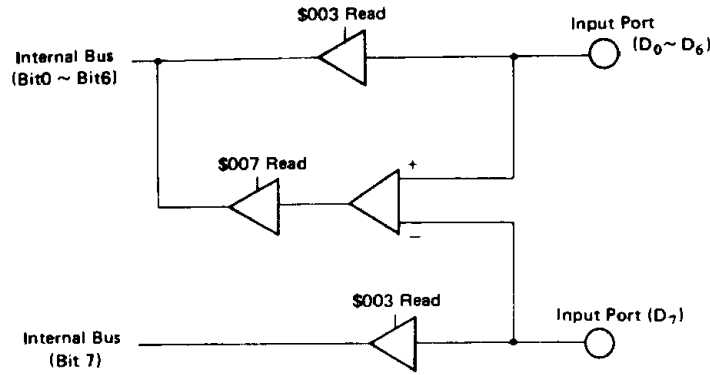 $003 Read
Input Port
(D0~ D6)
Internal Bus
(Bit0 ~ Bit6)
$007 Read
+
−
$003 Read
Input Port (D7)
Internal Bus
(Bit 7)